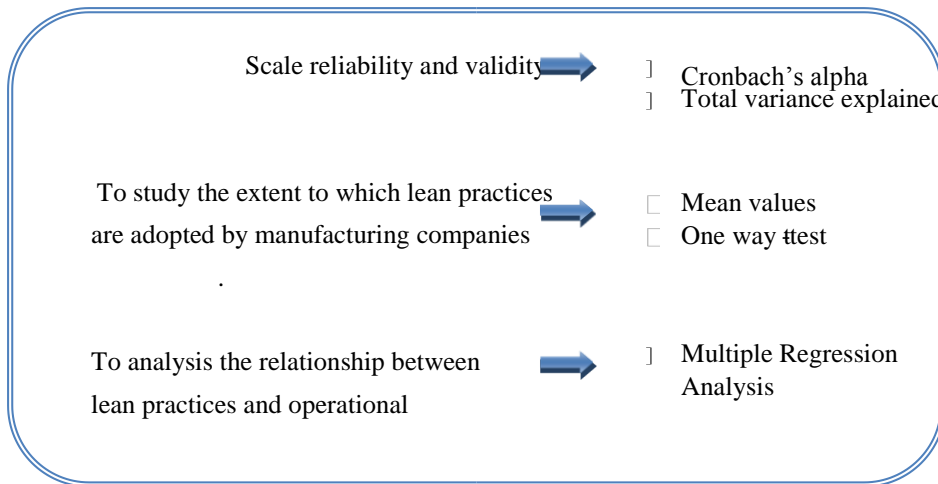 Scale reliability and validity
Cronbach’s alpha
Total variance explained
To study the extent to which lean practices
are adopted by manufacturing companies
.
Mean values
One way ttest
To analysis the relationship between
lean practices and operational
Multiple Regression
Analysis